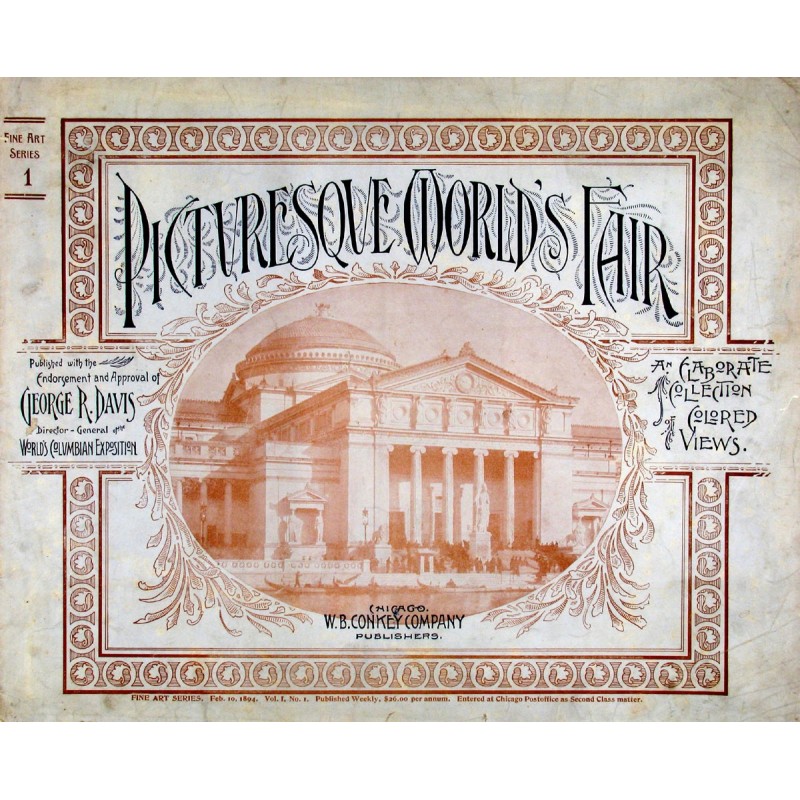 FINE ART
SERIES
1
PICTURESQUE WORLD'S FAIR
Published with the
Endorsement and Approval of
GEORGE R. DAVIS
Director - General of the
WORLD'S COLUMBIAN EXPOSITION.
AN ELABORATE
COLLECTION
OF COLORED
VIEWS.
CHICAGO.
W. B. CONKEY COMPANY
PUBLISHERS.
FINE ART SERIES. Feb. 10, 1894. Vol. I, No. 1. Published Weekly, $26.00 per annum. Entered at Chicago Postoffice as Second Class matter.